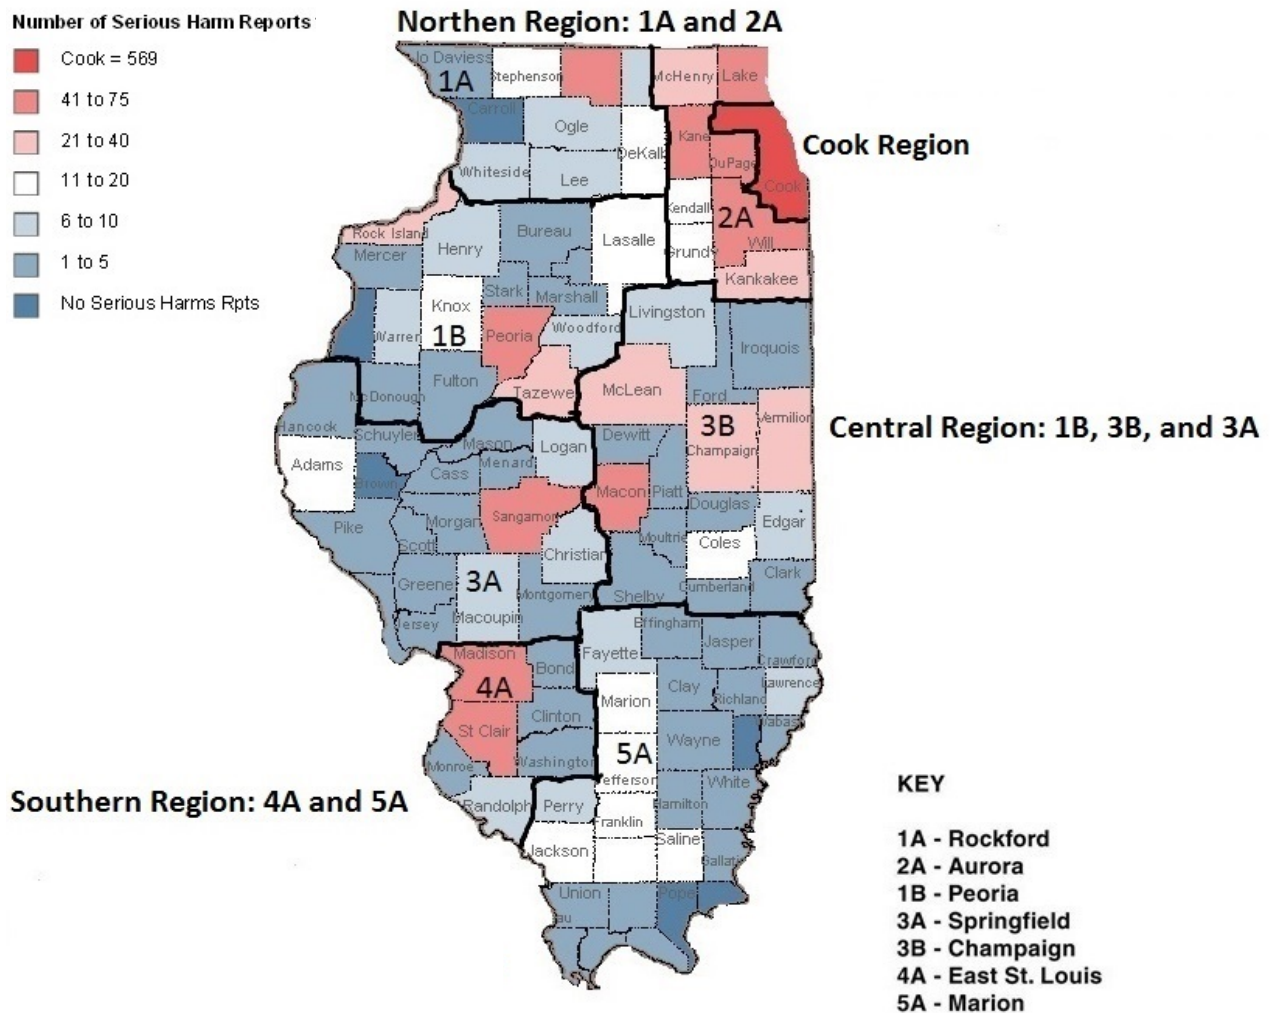 Number of Serious Harm Reports
Cook = 569
41 to 75
21 to 40
11 to 20
6 to 10
1 to 5
No Serious Harms Rpts
Northen Region: 1A and 2A
Jo Daviess
1A
Stephenson
McHenry
Lake
Carroll
Ogle
DeKalb
Kane
DuPage
Cook
Cook Region
Whiteside
Lee
Kendall
2A
Will
Rock Island
Henry
Bureau
Lasalle
Grundy
Kankakee
Mercer
Knox
Stark
Marshall
Livingston
Warren
1B
Peoria
Woodford
Iroquois
McDonough
Fulton
Tazewe
McLean
Ford
Hancock
Schuyler
Mason
Logan
Dewitt
3B
Champaign
Vermilion
Central Region: 1B, 3B, and 3A
Adams
Brown
Cass
Menard
Macon
Piatt
Douglas
Edgar
Pike
Morgan
Sangamon
Scott
Christian
Moultrie
Coles
Greene
3A
Montgomery
Shelby
Cumberland
Clark
Jersey
Macoupin
Madison
Bond
Fayette
Effingham
Jasper
Crawford
4A
Clinton
Marion
Clay
Richland
Lawrence
St Clair
Washington
5A
Wayne
Wabas
Monroe
efferson
White
Southern Region: 4A and 5A
Randolph
Perry
Franklin
Hamilton
Jackson
Saline
Gallati
Union
Pope
au
KEY
1A - Rockford
2A - Aurora
1B - Peoria
3A - Springfield
3B - Champaign
4A - East St. Louis
5A - Marion